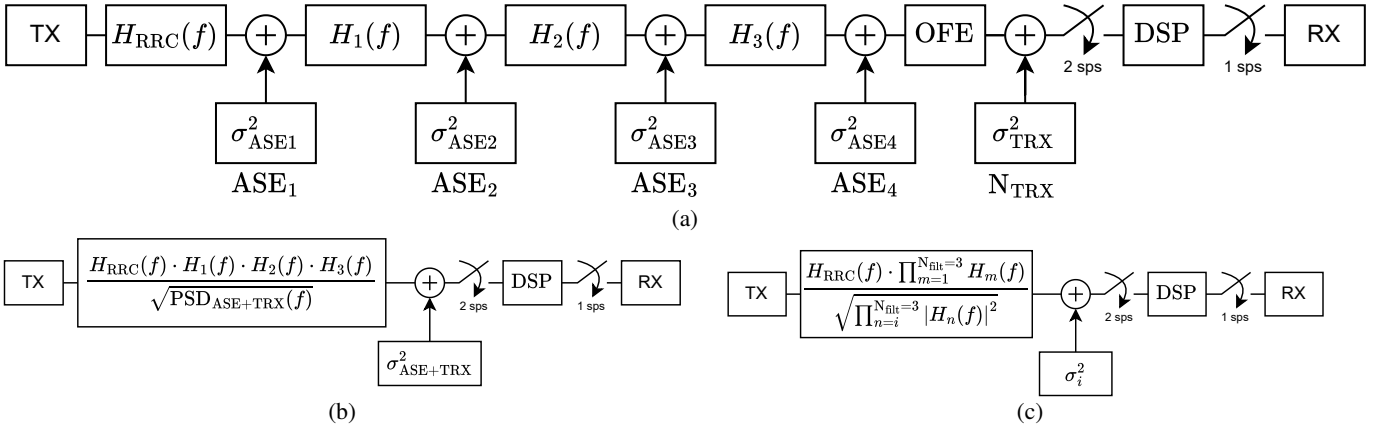 TX H_RRC(f) + H_1(f) + H_2(f) + H_3(f) + OFE + 2 sps DSP 1 sps RX
σ²_ASE1 σ²_ASE2 σ²_ASE3 σ²_ASE4 σ²_TRX
ASE_1 ASE_2 ASE_3 ASE_4 N_TRX
(a)
TX H_RRC(f) · H_1(f) · H_2(f) · H_3(f) / √PSD_ASE+TRX(f) + 2 sps DSP 1 sps RX
σ²_ASE+TRX
(b)
TX H_RRC(f) · ∏_{m=1}^{N_filt=3} H_m(f) / √∏_{n=i}^{N_filt=3} |H_n(f)|² + 2 sps DSP 1 sps RX
σ²_i
(c)